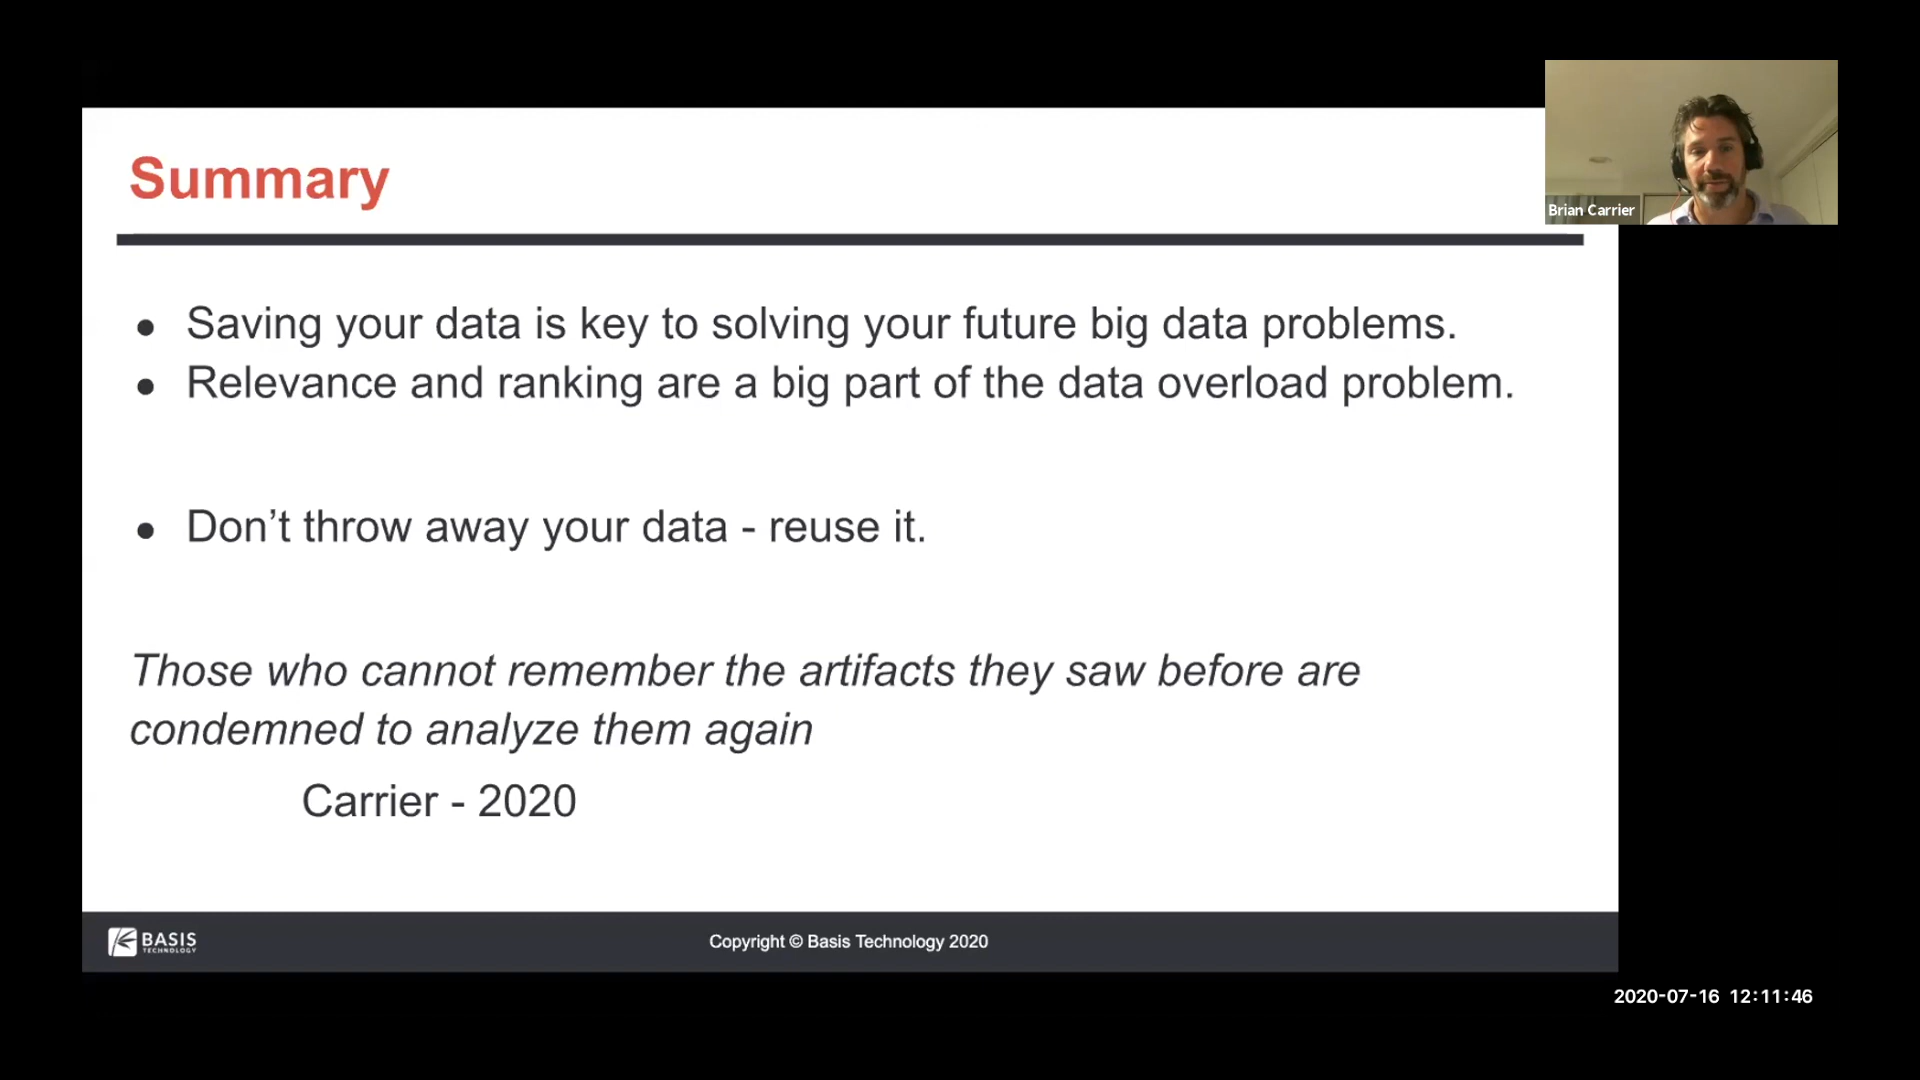 Summary
Brian Carrier
● Saving your data is key to solving your future big data problems.
● Relevance and ranking are a big part of the data overload problem.
● Don’t throw away your data - reuse it.
Those who cannot remember the artifacts they saw before are
condemned to analyze them again
Carrier - 2020
BASIS
TECHNOLOGY
Copyright © Basis Technology 2020
2020-07-16 12:11:46